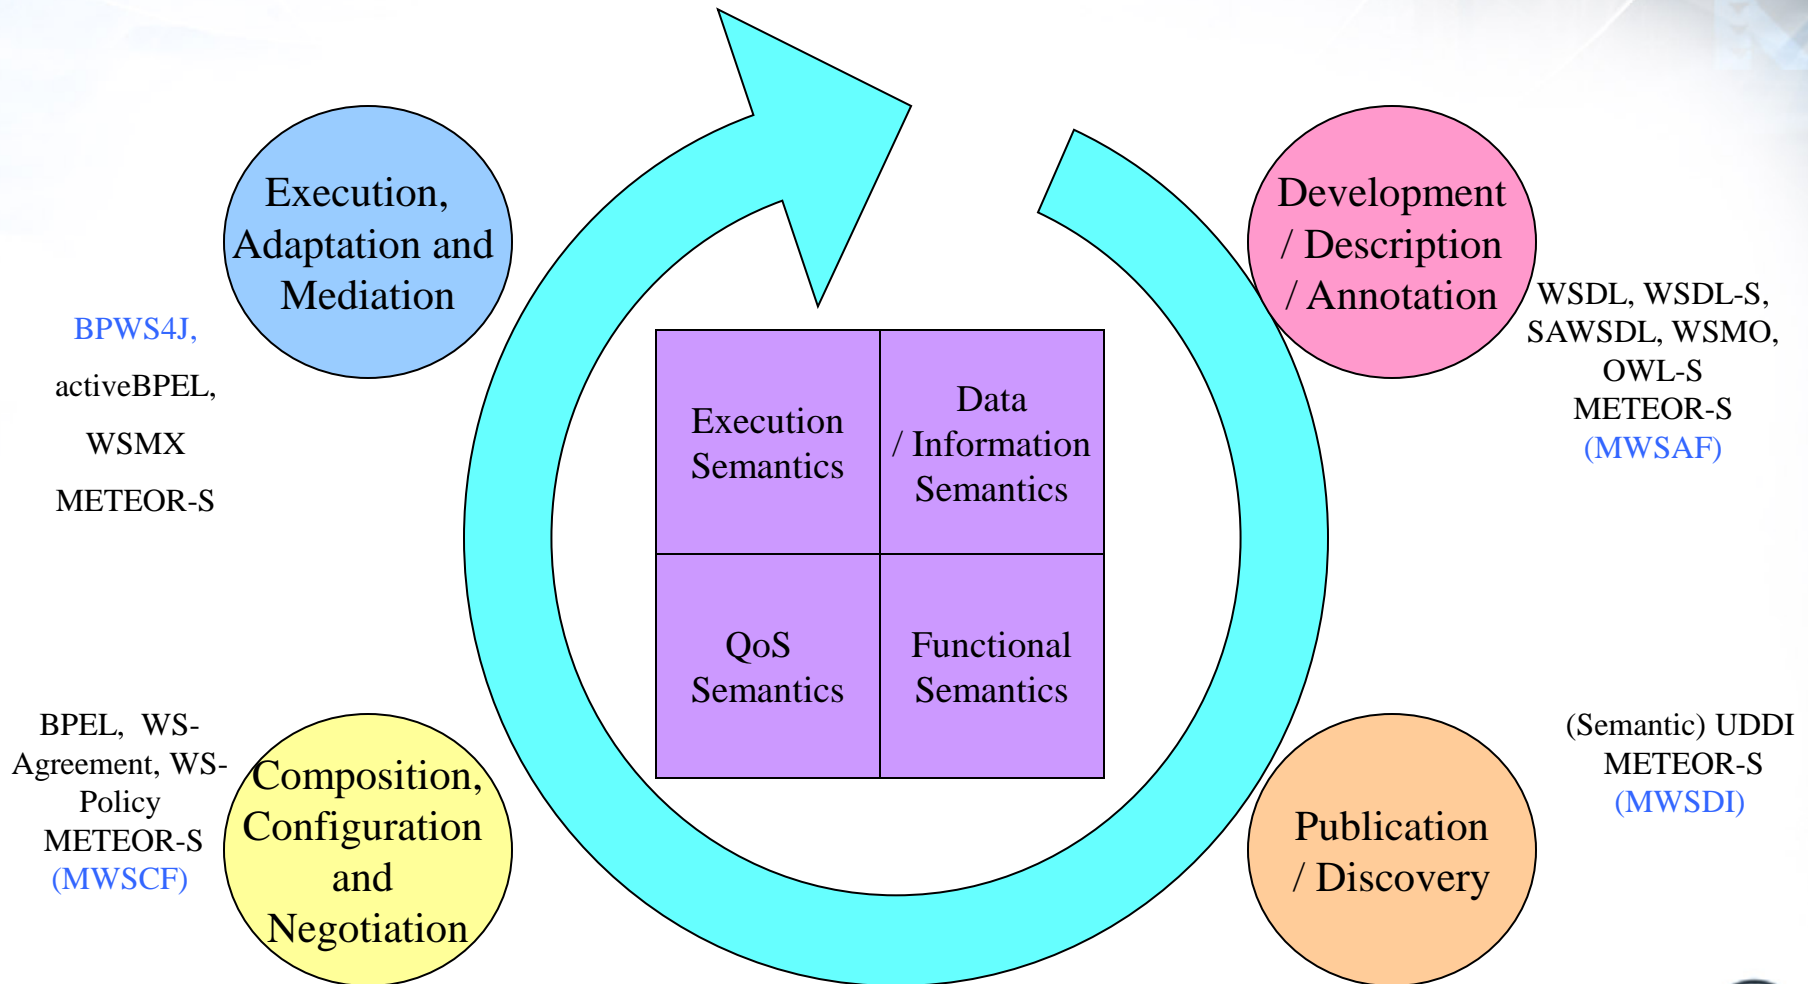 Execution,
Adaptation and
Mediation
BPWS4J,
activeBPEL,
WSMX
METEOR-S
Development
/ Description
/ Annotation
WSDL, WSDL-S,
SAWSDL, WSMO,
OWL-S
METEOR-S
(MWSAF)
Execution
Semantics
Data
/ Information
Semantics
QoS
Semantics
Functional
Semantics
BPEL, WS-
Agreement, WS-
Policy
METEOR-S
(MWSCF)
Composition,
Configuration
and
Negotiation
Publication
/ Discovery
(Semantic) UDDI
METEOR-S
(MWSDI)